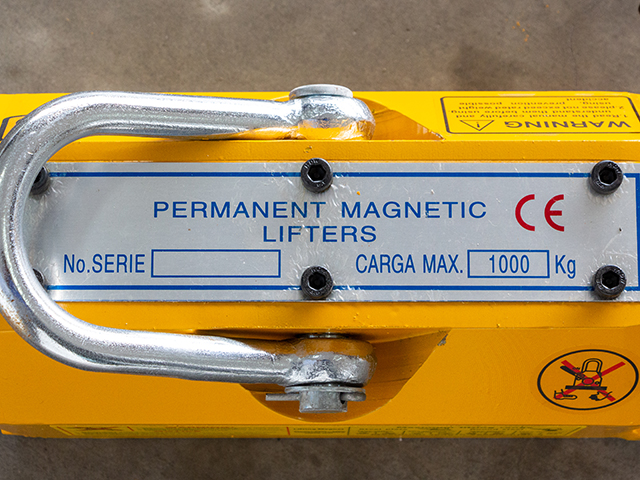 PERMANENT MAGNETIC
LIFTERS
CE
No.SERIE
CARGA MAX. 1000 Kg
WARNING